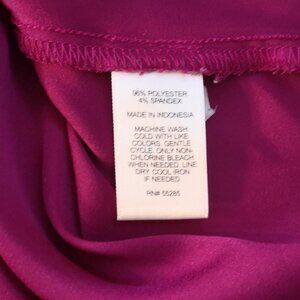 96% POLYESTER
4% SPANDEX
MADE IN INDONESIA
MACHINE WASH
COLD WITH LIKE
COLORS. GENTLE
CYCLE. ONLY NON-
CHLORINE BLEACH
WHEN NEEDED. LINE
DRY. COOL IRON
IF NEEDED
RN# 55285